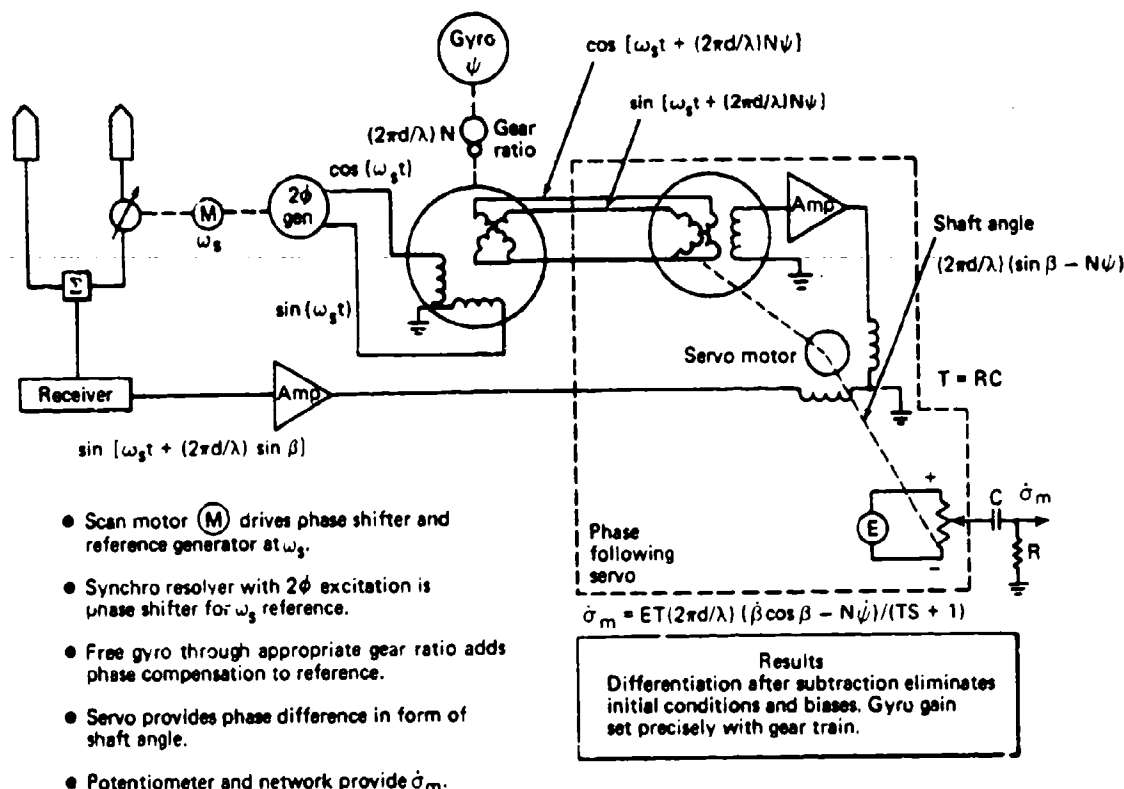 Gyro
ψ
cos [ω_s t + (2πd/λ)Nψ]
sin [ω_s t + (2πd/λ)Nψ]
(2πd/λ) N
Gear
ratio
cos (ω_s t)
2ϕ
gen
M
ω_s
Σ
sin (ω_s t)
Amp
Shaft angle
(2πd/λ) (sin β − Nψ)
Servo motor
T = RC
Receiver
Amp
sin [ω_s t + (2πd/λ) sin β]
+
E
−
C
σ̇_m
R
Phase
following
servo
σ̇_m = ET(2πd/λ) (β̇ cos β − Nψ̇)/(TS + 1)
• Scan motor M drives phase shifter and
reference generator at ω_s.
• Synchro resolver with 2ϕ excitation is
phase shifter for ω_s reference.
• Free gyro through appropriate gear ratio adds
phase compensation to reference.
• Servo provides phase difference in form of
shaft angle.
• Potentiometer and network provide σ̇_m.
Results
Differentiation after subtraction eliminates
initial conditions and biases. Gyro gain
set precisely with gear train.